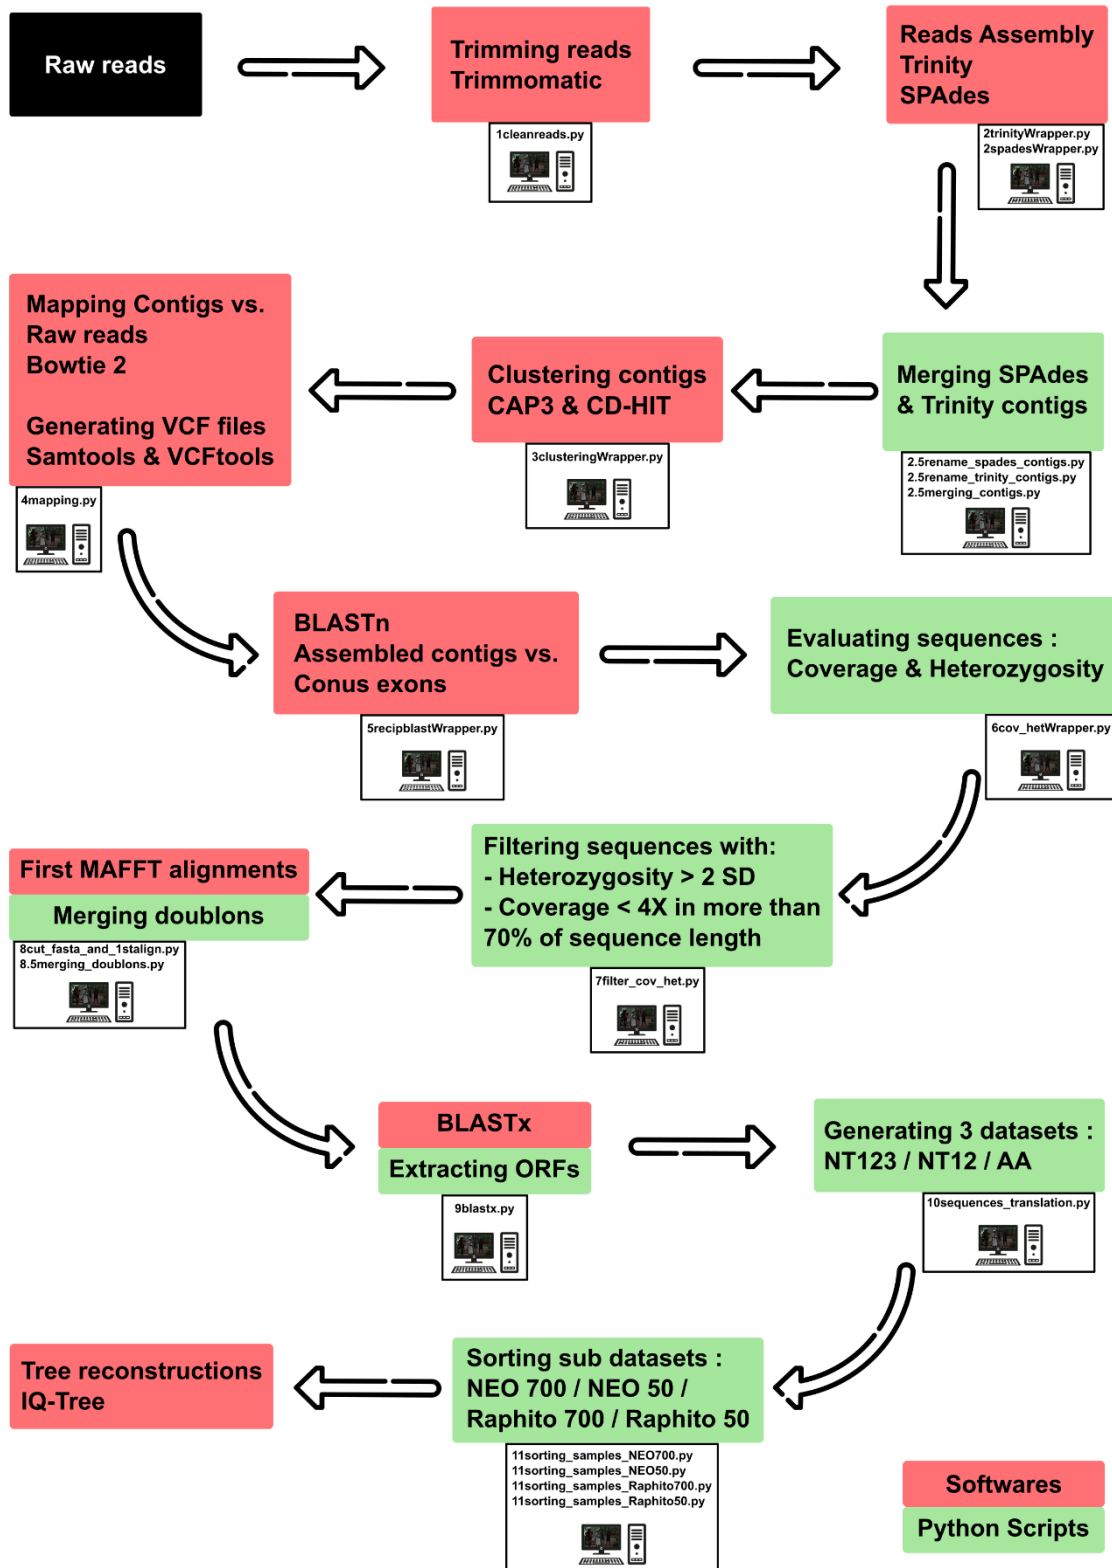 Raw reads
Trimming reads
Trimmomatic
1cleanreads.py
Reads Assembly
Trinity
SPAdes
2trinityWrapper.py
2spadesWrapper.py
Merging SPAdes
& Trinity contigs
2.5rename_spades_contigs.py
2.5rename_trinity_contigs.py
2.5merging_contigs.py
Clustering contigs
CAP3 & CD-HIT
3clusteringWrapper.py
Mapping Contigs vs.
Raw reads
Bowtie 2
Generating VCF files
Samtools & VCFtools
4mapping.py
BLASTn
Assembled contigs vs.
Conus exons
5recipblastWrapper.py
Evaluating sequences :
Coverage & Heterozygosity
6cov_hetWrapper.py
Filtering sequences with:
- Heterozygosity > 2 SD
- Coverage < 4X in more than
70% of sequence length
7filter_cov_het.py
First MAFFT alignments
Merging doublons
8cut_fasta_and_1stalign.py
8.5merging_doublons.py
BLASTx
Extracting ORFs
9blastx.py
Generating 3 datasets :
NT123 / NT12 / AA
10sequences_translation.py
Sorting sub datasets :
NEO 700 / NEO 50 /
Raphito 700 / Raphito 50
11sorting_samples_NEO700.py
11sorting_samples_NEO50.py
11sorting_samples_Raphito700.py
11sorting_samples_Raphito50.py
Tree reconstructions
IQ-Tree
Softwares
Python Scripts